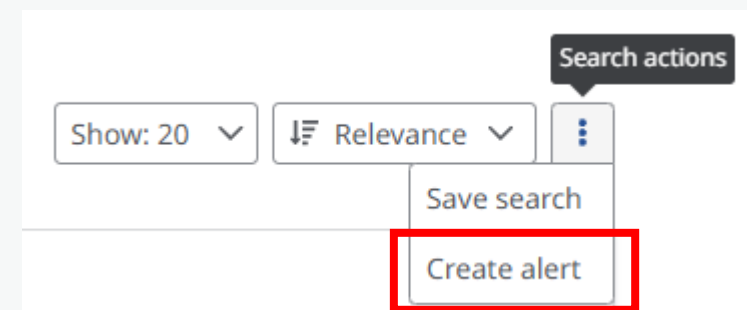 Search actions
Show: 20
Relevance
Save search
Create alert